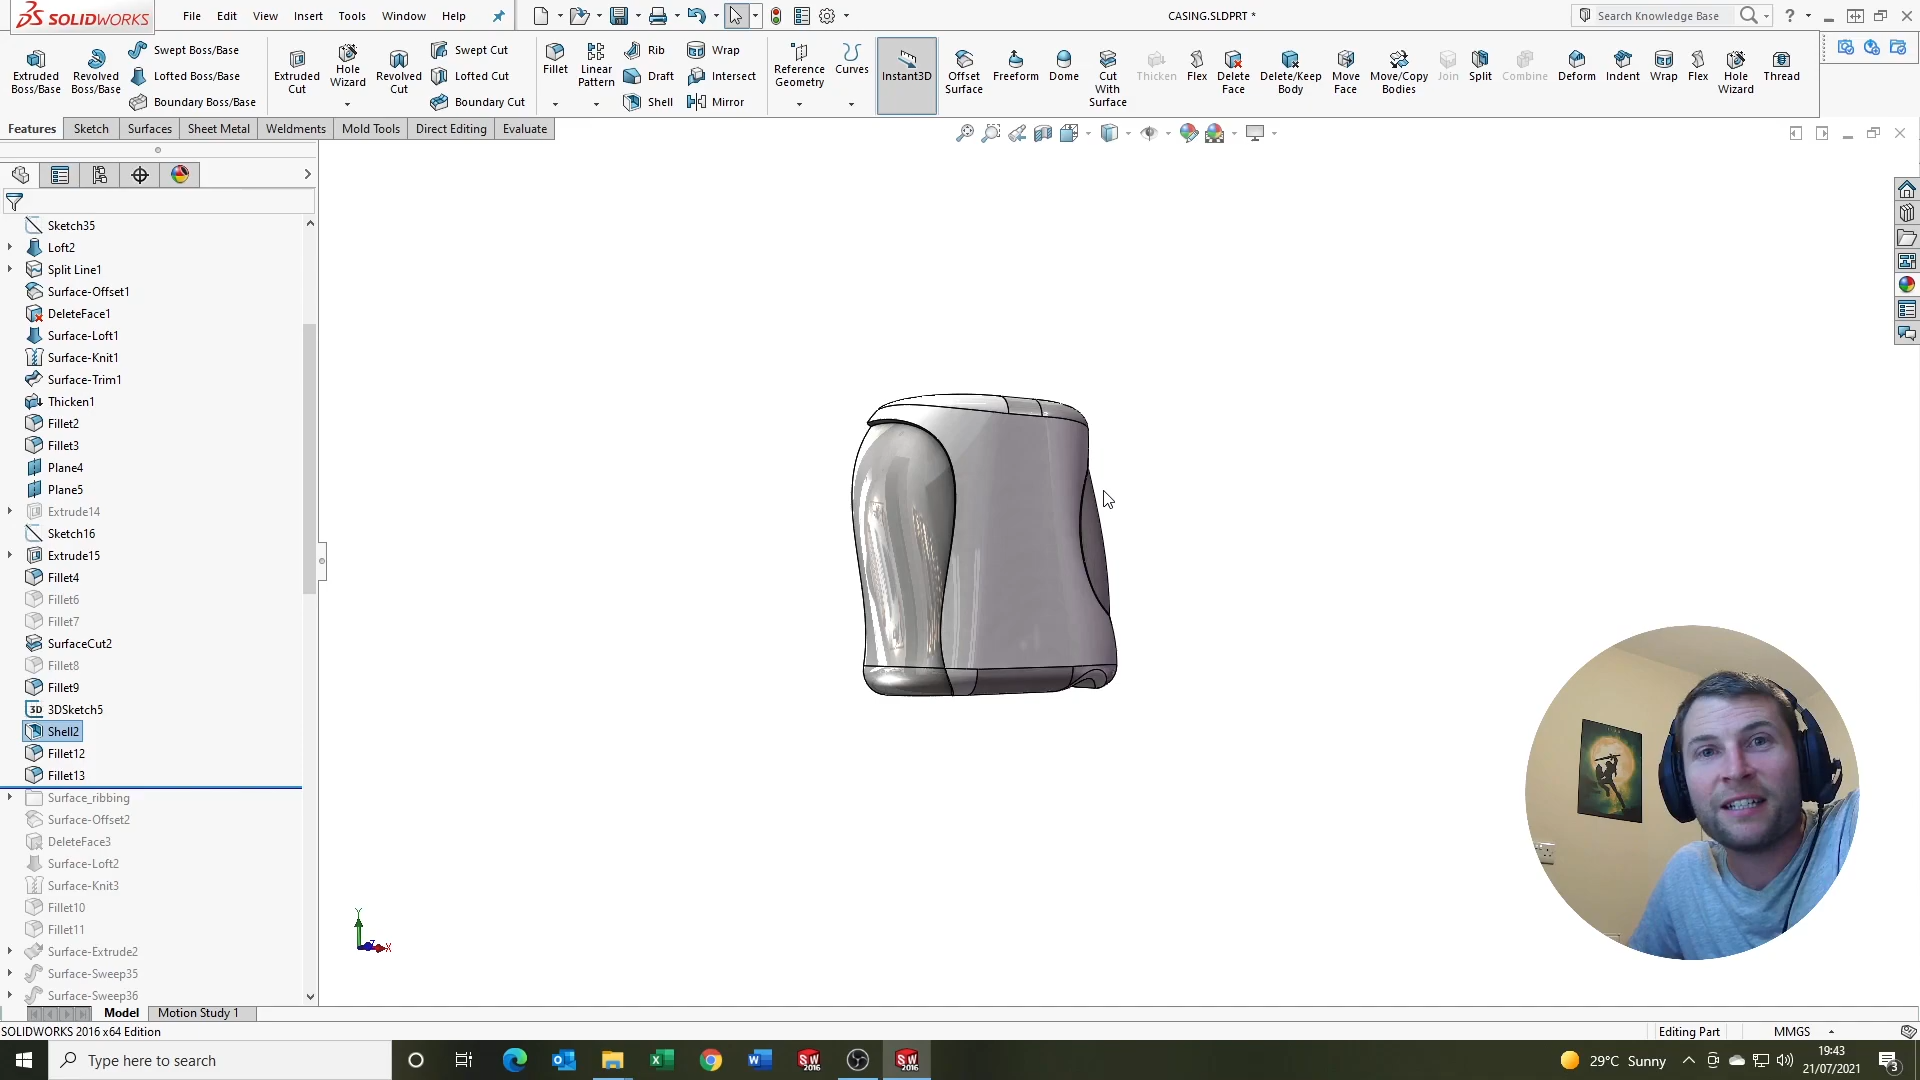 SOLIDWORKS
File Edit View Insert Tools Window Help
CASING.SLDPRT *
Search Knowledge Base
Extruded Boss/Base
Revolved Boss/Base
Swept Boss/Base
Lofted Boss/Base
Boundary Boss/Base
Extruded Cut
Hole Wizard
Revolved Cut
Swept Cut
Lofted Cut
Boundary Cut
Fillet
Linear Pattern
Rib
Draft
Shell
Wrap
Intersect
Mirror
Reference Geometry
Curves
Instant3D
Offset Surface
Freeform
Dome
Cut With Surface
Thicken
Flex
Delete Face
Delete/Keep Body
Move Face
Move/Copy Bodies
Join
Split
Combine
Deform
Indent
Wrap
Flex
Hole Wizard
Thread
Features Sketch Surfaces Sheet Metal Weldments Mold Tools Direct Editing Evaluate
Sketch35
Loft2
Split Line1
Surface-Offset1
DeleteFace1
Surface-Loft1
Surface-Knit1
Surface-Trim1
Thicken1
Fillet2
Fillet3
Plane4
Plane5
Extrude14
Sketch16
Extrude15
Fillet4
Fillet6
Fillet7
SurfaceCut2
Fillet8
Fillet9
3D 3DSketch5
Shell2
Fillet12
Fillet13
Surface_ribbing
Surface-Offset2
DeleteFace3
Surface-Loft2
Surface-Knit3
Fillet10
Fillet11
Surface-Extrude2
Surface-Sweep35
Surface-Sweep36
Y
Z
X
Model Motion Study 1
SOLIDWORKS 2016 x64 Edition
Editing Part
MMGS
Type here to search
SW 2016
SW 2016
29°C Sunny
19:43
21/07/2021
3